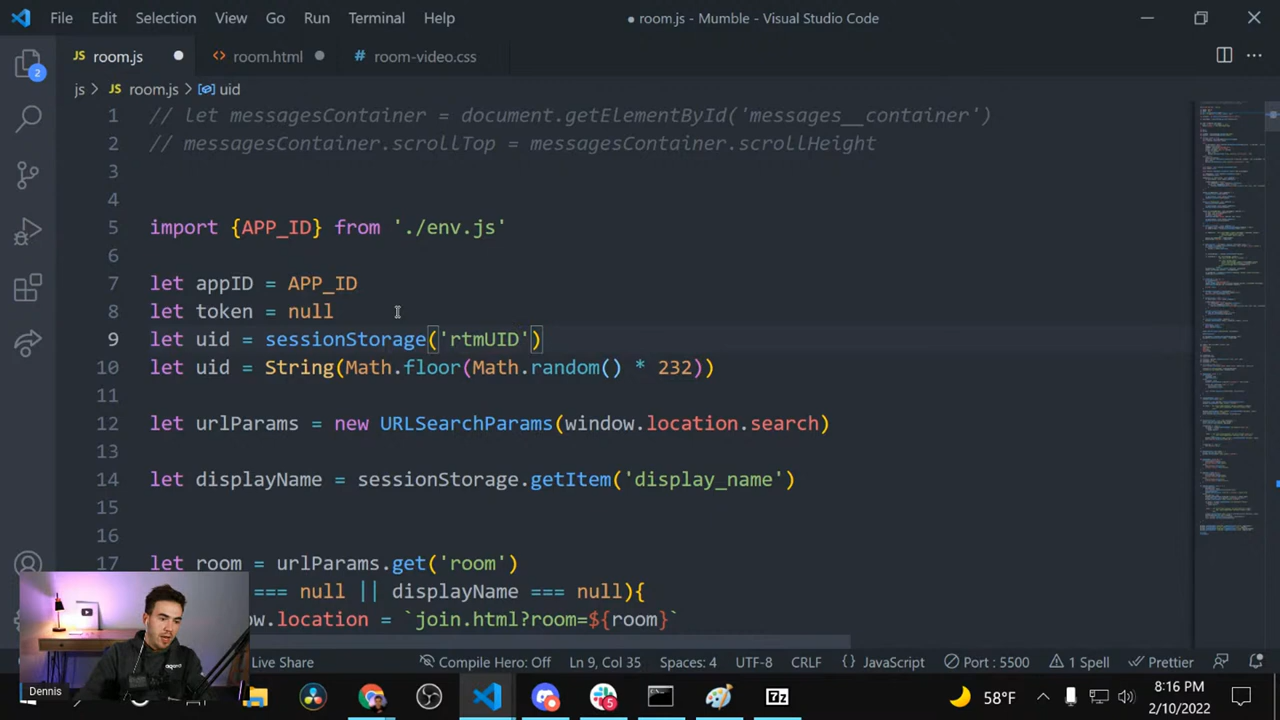 File Edit Selection View Go Run Terminal Help
● room.js - Mumble - Visual Studio Code
JS room.js ● <> room.html ● # room-video.css
js > JS room.js > uid
2
1 // let messagesContainer = document.getElementById('messages__container')
2 // messagesContainer.scrollTop = messagesContainer.scrollHeight
3
4
5 import {APP_ID} from './env.js'
6
7 let appID = APP_ID
8 let token = null
9 let uid = sessionStorage('rtmUID')
10 let uid = String(Math.floor(Math.random() * 232))
11
12 let urlParams = new URLSearchParams(window.location.search)
13
14 let displayName = sessionStorage.getItem('display_name')
15
16
17 let room = urlParams.get('room')
=== null || displayName === null){
ow.location = `join.html?room=${room}`
Live Share Compile Hero: Off Ln 9, Col 35 Spaces: 4 UTF-8 CRLF {} JavaScript Port : 5500 1 Spell Prettier
Dennis
5
7z
58°F
8:16 PM
2/10/2022